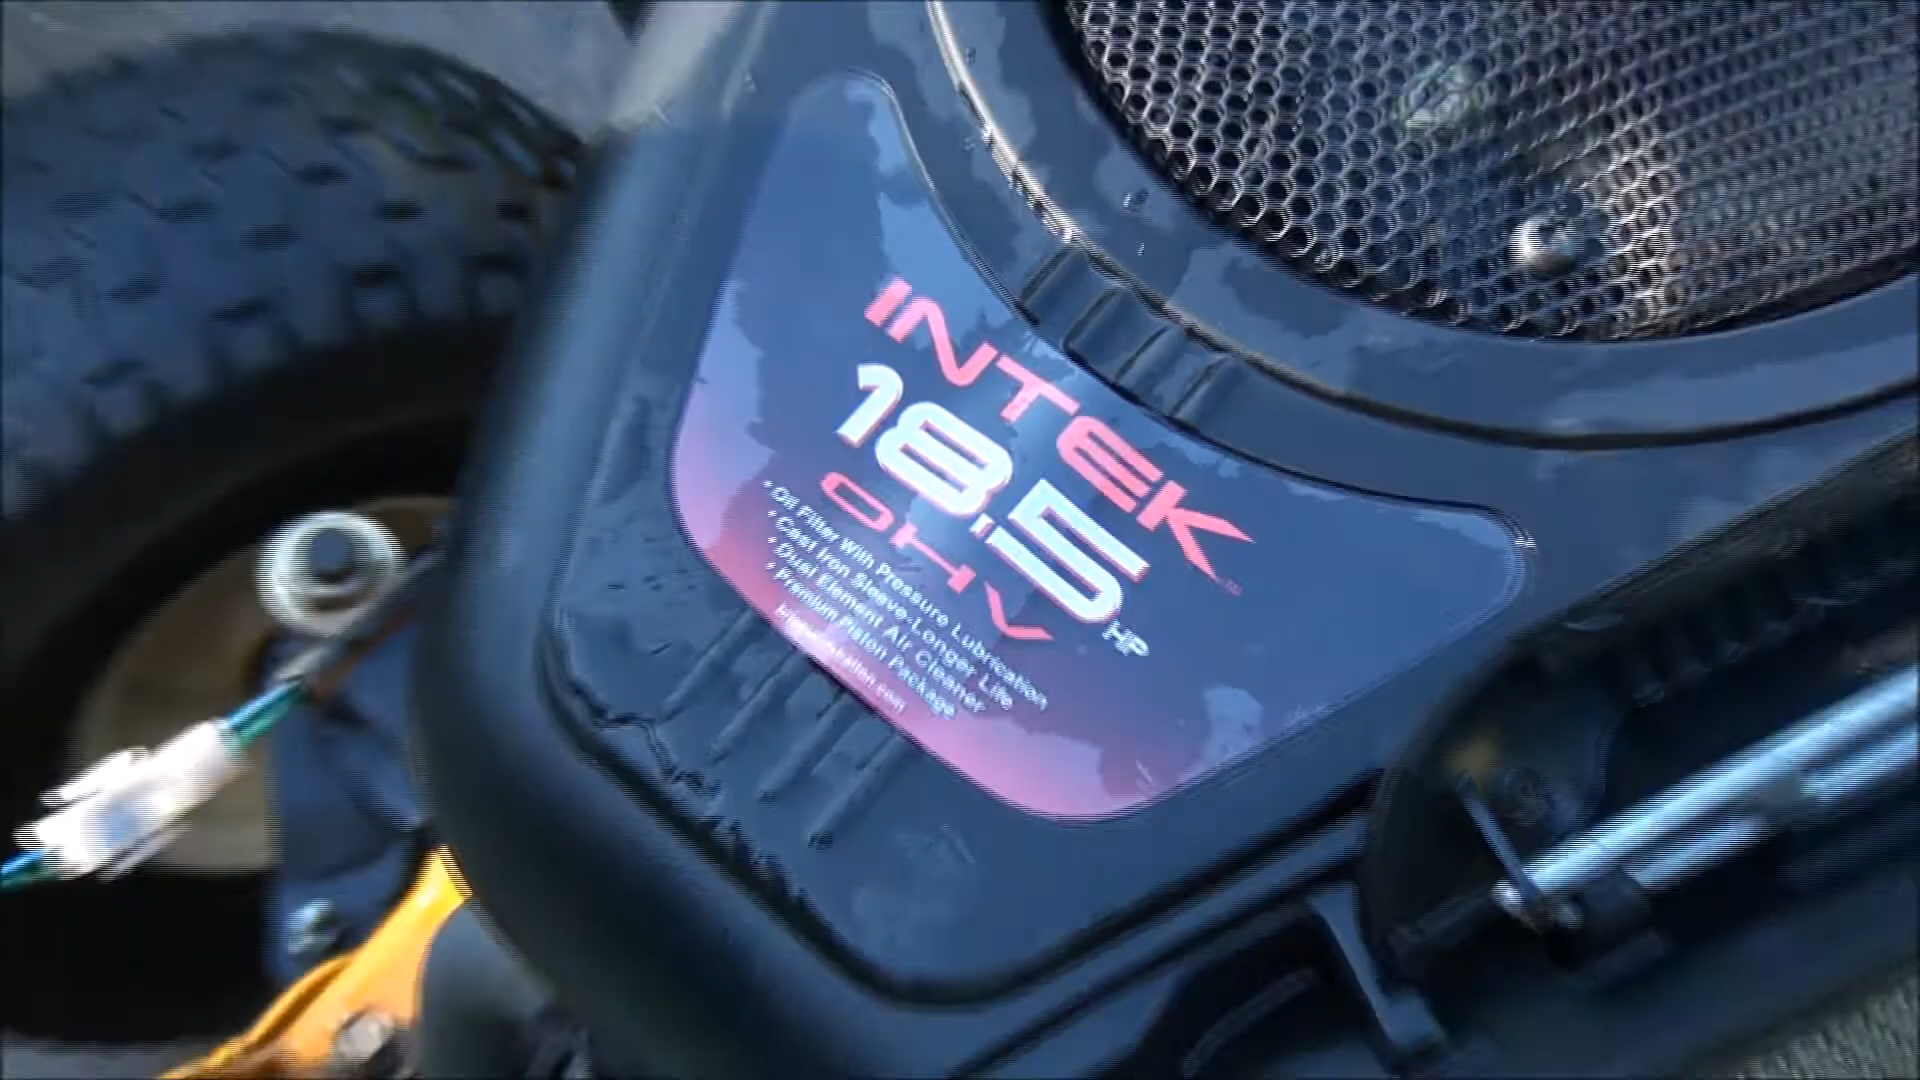 INTEK
18.5 HP
OHV
• Oil Filter With Pressure Lubrication
• Cast Iron Sleeve-Longer Life
• Dual Element Air Cleaner
• Premium Piston Package